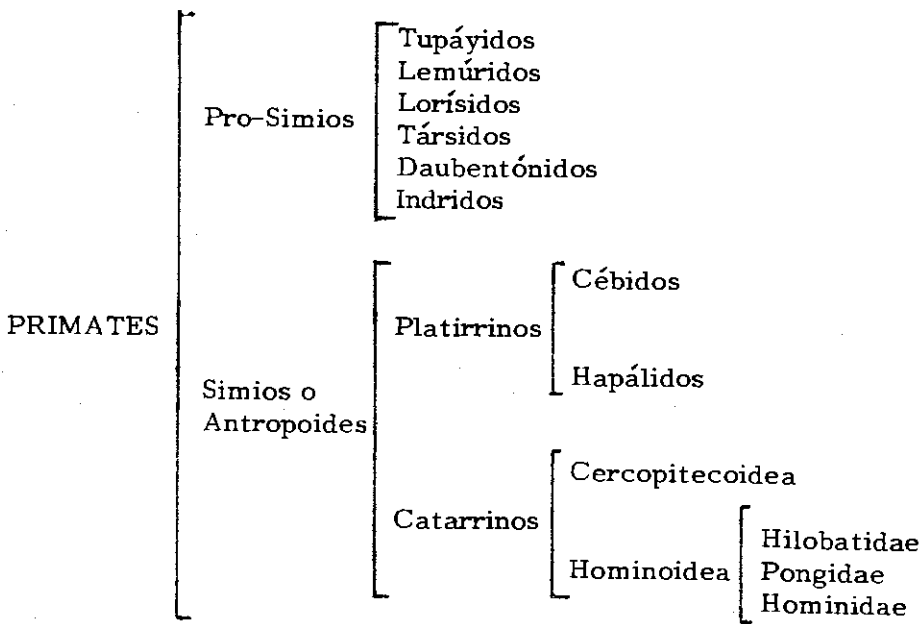 PRIMATES
Pro-Simios
Tupáyidos
Lemúridos
Lorísidos
Társidos
Daubentónidos
Indridos
Simios o
Antropoides
Platirrinos
Cébidos
Hapálidos
Catarrinos
Cercopitecoidea
Hominoidea
Hilobatidae
Pongidae
Hominidae